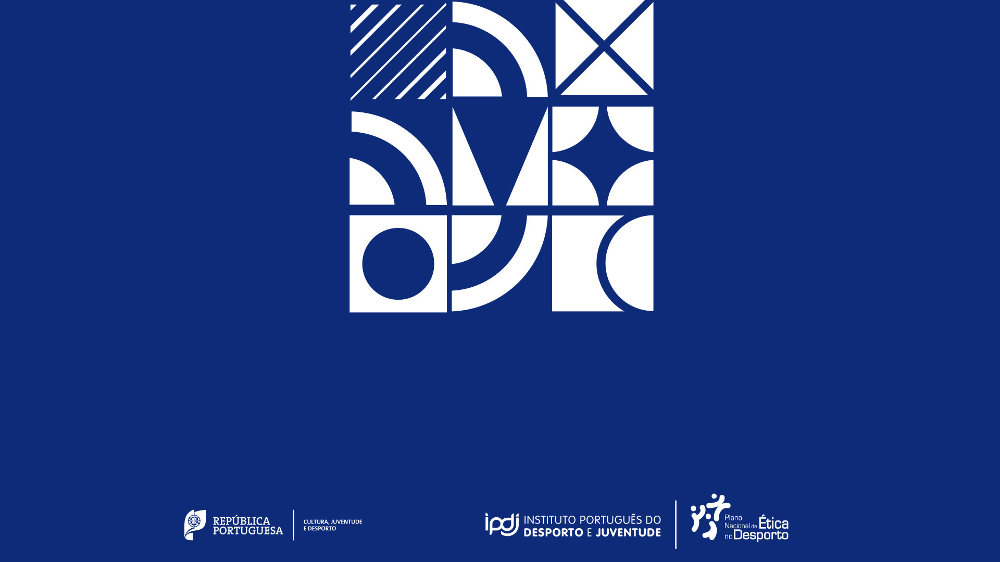 REPÚBLICA
PORTUGUESA
CULTURA, JUVENTUDE
E DESPORTO
ipdj
INSTITUTO PORTUGUÊS DO
DESPORTO E JUVENTUDE
Plano
Nacional de Ética
no Desporto